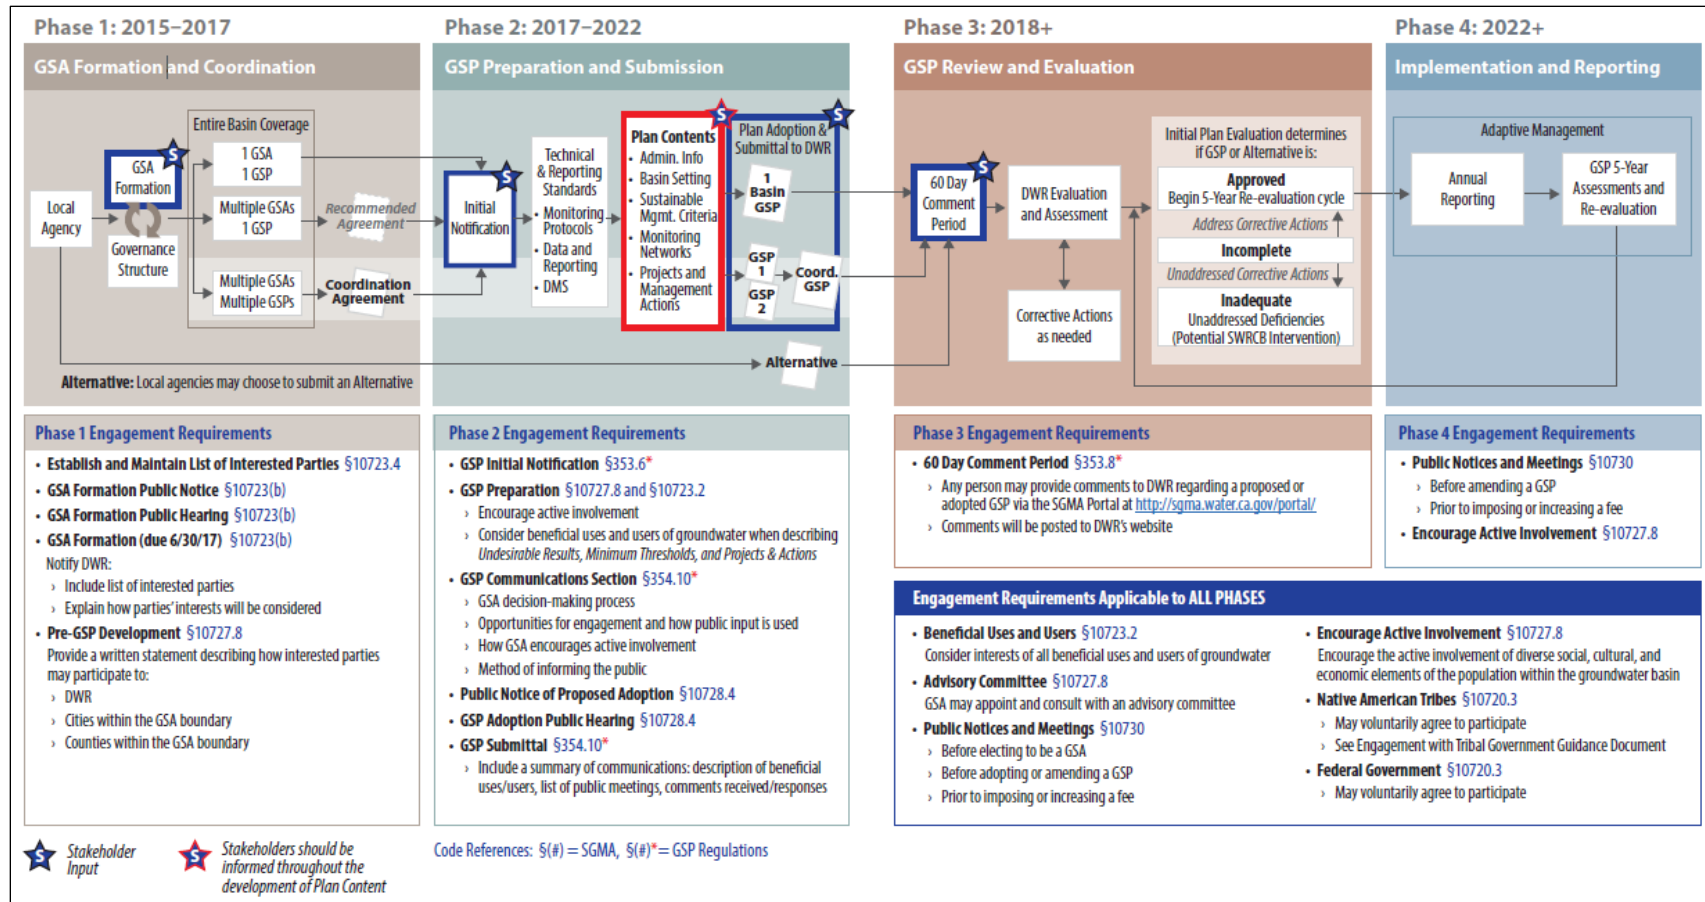 Phase 1: 2015–2017
GSA Formation and Coordination
Entire Basin Coverage
Local
Agency
GSA
Formation
S
Governance
Structure
1 GSA
1 GSP
Multiple GSAs
1 GSP
Multiple GSAs
Multiple GSPs
Recommended
Agreement
Coordination
Agreement
Alternative: Local agencies may choose to submit an Alternative
Phase 2: 2017–2022
GSP Preparation and Submission
S
Initial
Notification
Technical
& Reporting
Standards
• Monitoring
Protocols
• Data and
Reporting
• DMS
S
Plan Contents
• Admin. Info
• Basin Setting
• Sustainable
Mgmt. Criteria
• Monitoring
Networks
• Projects and
Management
Actions
S
Plan Adoption &
Submittal to DWR
1
Basin
GSP
GSP
1
GSP
2
Coord.
GSP
Alternative
Phase 3: 2018+
GSP Review and Evaluation
S
60 Day
Comment
Period
DWR Evaluation
and Assessment
Corrective Actions
as needed
Initial Plan Evaluation determines
if GSP or Alternative is:
Approved
Begin 5-Year Re-evaluation cycle
Address Corrective Actions
Incomplete
Unaddressed Corrective Actions
Inadequate
Unaddressed Deficiencies
(Potential SWRCB Intervention)
Phase 4: 2022+
Implementation and Reporting
Adaptive Management
Annual
Reporting
GSP 5-Year
Assessments and
Re-evaluation
Phase 1 Engagement Requirements
• Establish and Maintain List of Interested Parties §10723.4
• GSA Formation Public Notice §10723(b)
• GSA Formation Public Hearing §10723(b)
• GSA Formation (due 6/30/17) §10723(b)
Notify DWR:
› Include list of interested parties
› Explain how parties' interests will be considered
• Pre-GSP Development §10727.8
Provide a written statement describing how interested parties
may participate to:
› DWR
› Cities within the GSA boundary
› Counties within the GSA boundary
Phase 2 Engagement Requirements
• GSP Initial Notification §353.6*
• GSP Preparation §10727.8 and §10723.2
› Encourage active involvement
› Consider beneficial uses and users of groundwater when describing
Undesirable Results, Minimum Thresholds, and Projects & Actions
• GSP Communications Section §354.10*
› GSA decision-making process
› Opportunities for engagement and how public input is used
› How GSA encourages active involvement
› Method of informing the public
• Public Notice of Proposed Adoption §10728.4
• GSP Adoption Public Hearing §10728.4
• GSP Submittal §354.10*
› Include a summary of communications: description of beneficial
uses/users, list of public meetings, comments received/responses
Phase 3 Engagement Requirements
• 60 Day Comment Period §353.8*
› Any person may provide comments to DWR regarding a proposed or
adopted GSP via the SGMA Portal at http://sgma.water.ca.gov/portal/
› Comments will be posted to DWR's website
Phase 4 Engagement Requirements
• Public Notices and Meetings §10730
› Before amending a GSP
› Prior to imposing or increasing a fee
• Encourage Active Involvement §10727.8
Engagement Requirements Applicable to ALL PHASES
• Beneficial Uses and Users §10723.2
Consider interests of all beneficial uses and users of groundwater
• Advisory Committee §10727.8
GSA may appoint and consult with an advisory committee
• Public Notices and Meetings §10730
› Before electing to be a GSA
› Before adopting or amending a GSP
› Prior to imposing or increasing a fee
• Encourage Active Involvement §10727.8
Encourage the active involvement of diverse social, cultural, and
economic elements of the population within the groundwater basin
• Native American Tribes §10720.3
› May voluntarily agree to participate
› See Engagement with Tribal Government Guidance Document
• Federal Government §10720.3
› May voluntarily agree to participate
S
Stakeholder
Input
S
Stakeholders should be
informed throughout the
development of Plan Content
Code References: §(#) = SGMA, §(#)*= GSP Regulations